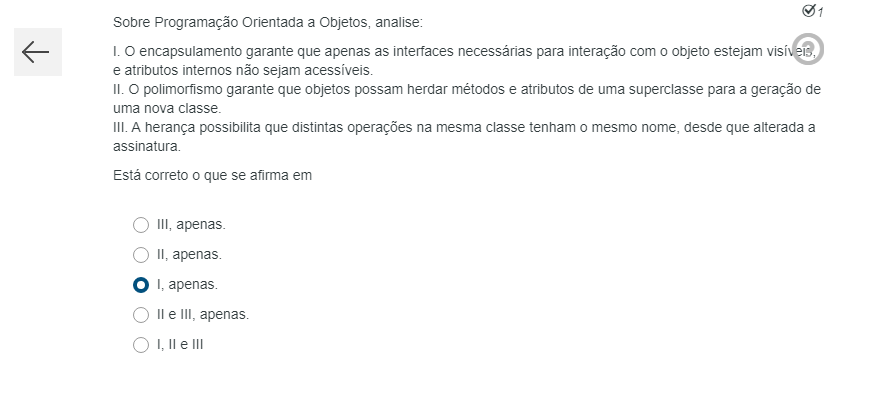 1
Sobre Programação Orientada a Objetos, analise:
I. O encapsulamento garante que apenas as interfaces necessárias para interação com o objeto estejam visíveis,
e atributos internos não sejam acessíveis.
II. O polimorfismo garante que objetos possam herdar métodos e atributos de uma superclasse para a geração de
uma nova classe.
III. A herança possibilita que distintas operações na mesma classe tenham o mesmo nome, desde que alterada a
assinatura.
Está correto o que se afirma em
III, apenas.
II, apenas.
I, apenas.
II e III, apenas.
I, II e III